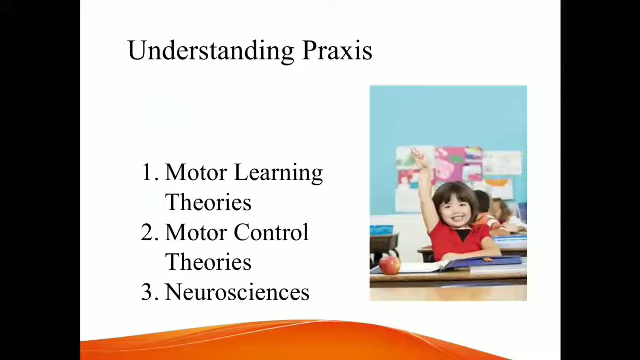 Understanding Praxis
1. Motor Learning
Theories
2. Motor Control
Theories
3. Neurosciences